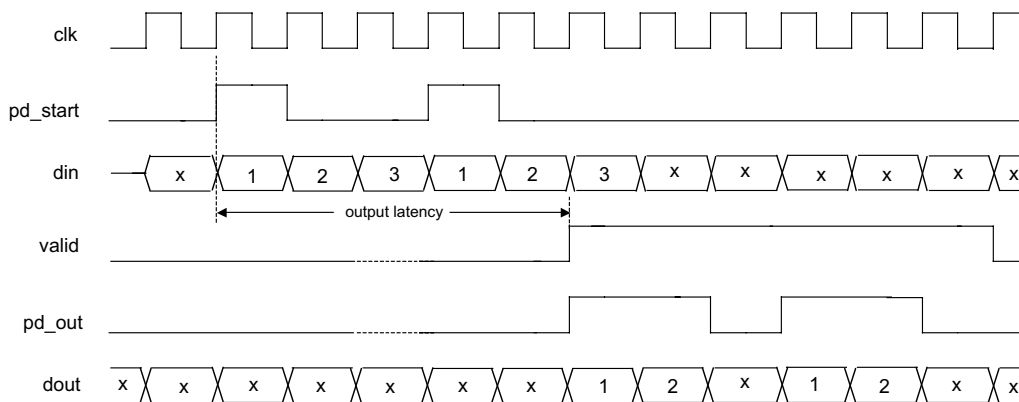 clk
pd_start
din x 1 2 3 1 2 3 x x x x x x
output latency
valid
pd_out
dout x x x x x x x 1 2 x 1 2 x x